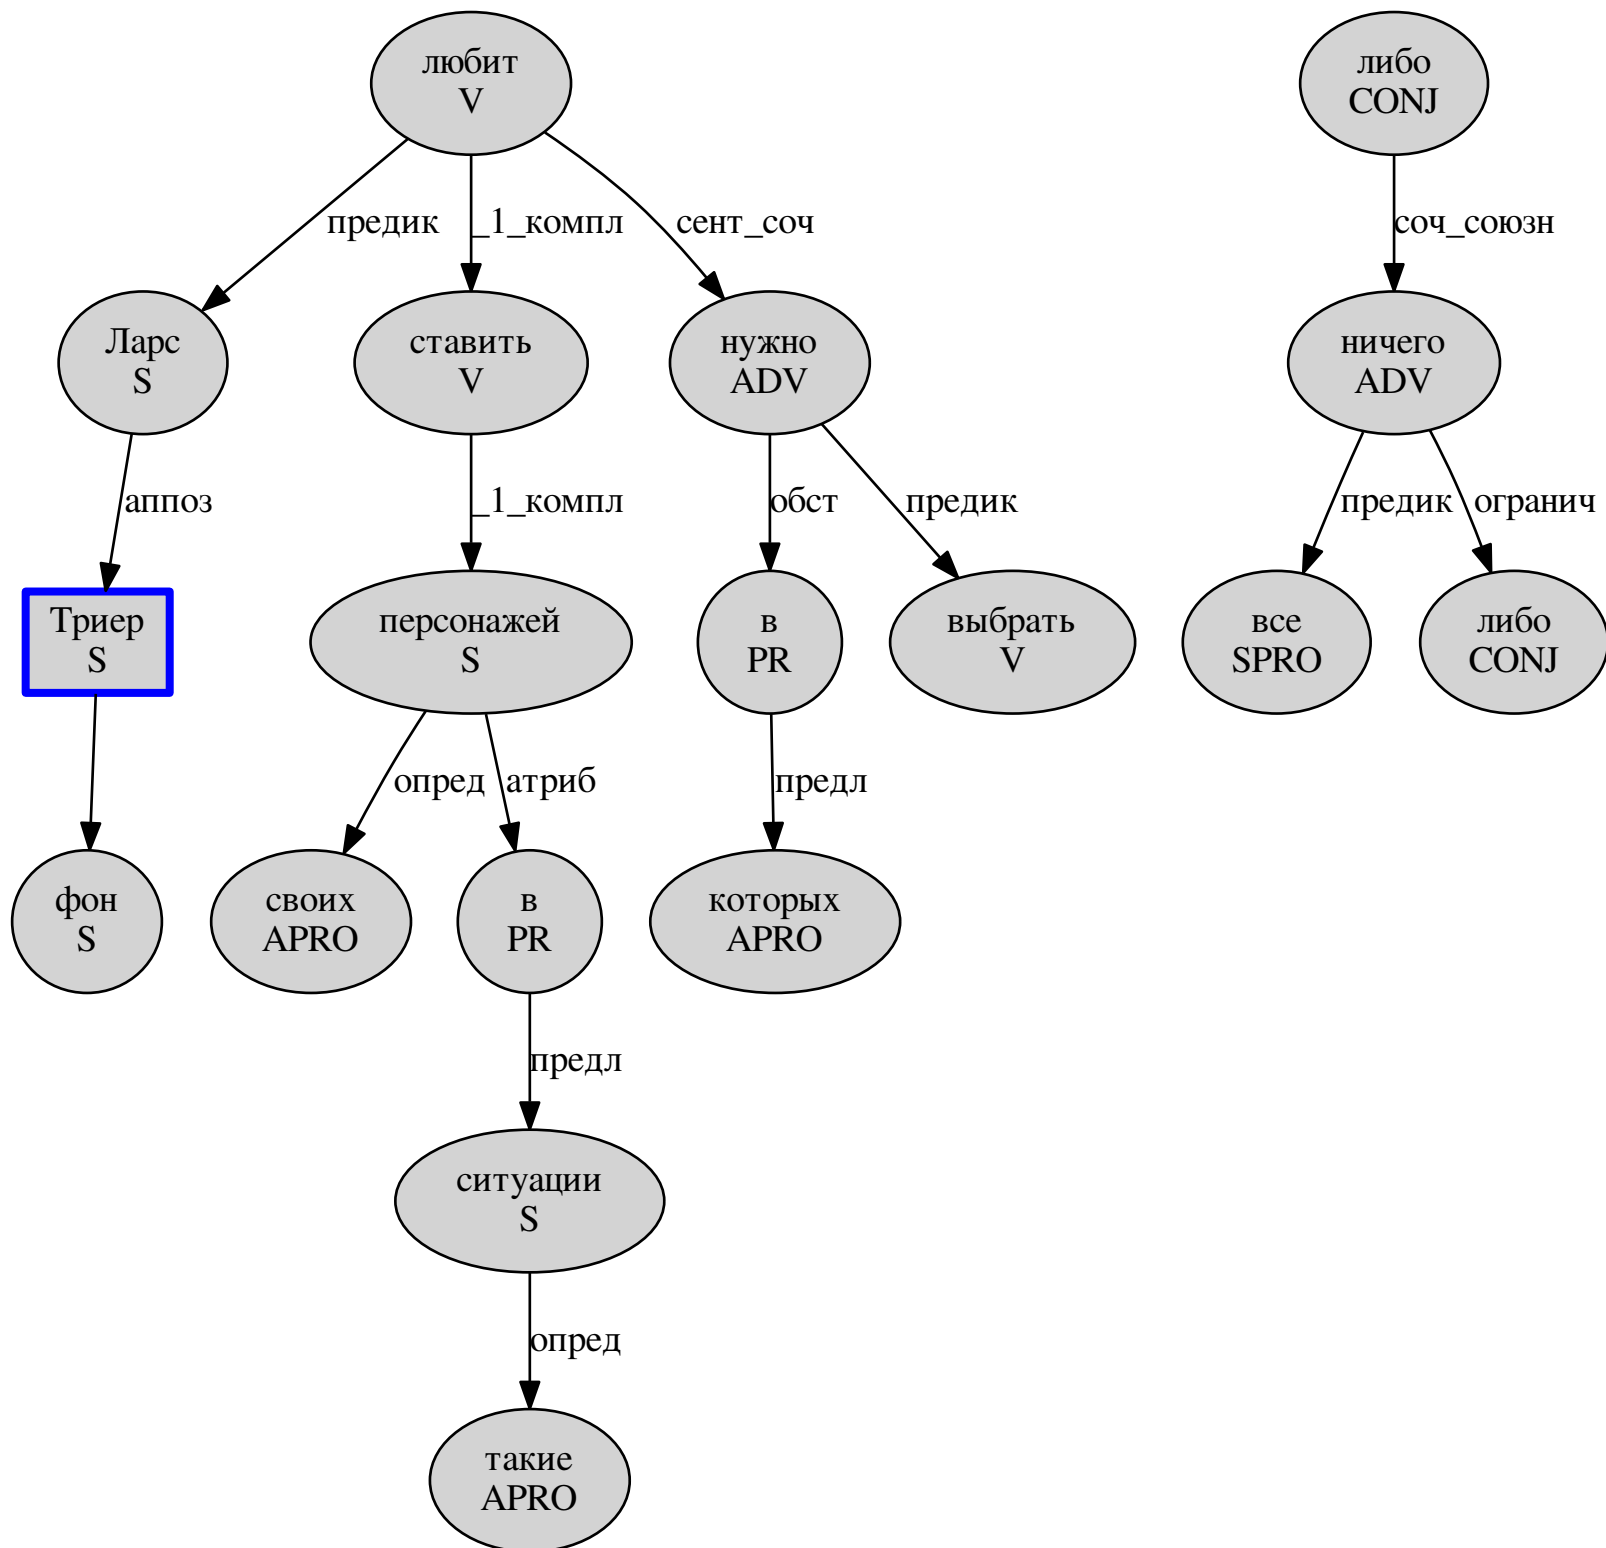 любит
V
либо
CONJ
предик
_1_компл
сент_соч
соч_союзн
Ларс
S
ставить
V
нужно
ADV
ничего
ADV
аппоз
_1_компл
обст
предик
предик
огранич
Триер
S
персонажей
S
в
PR
выбрать
V
все
SPRO
либо
CONJ
опред
атриб
предл
фон
S
своих
APRO
в
PR
которых
APRO
предл
ситуации
S
опред
такие
APRO